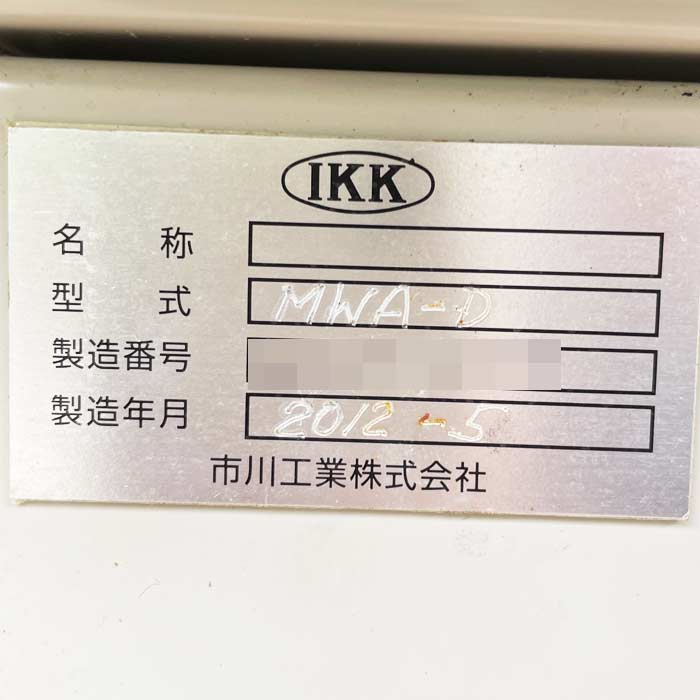 IKK
名 称
型 式 MWA-D
製造番号
製造年月 2012-5
市川工業株式会社